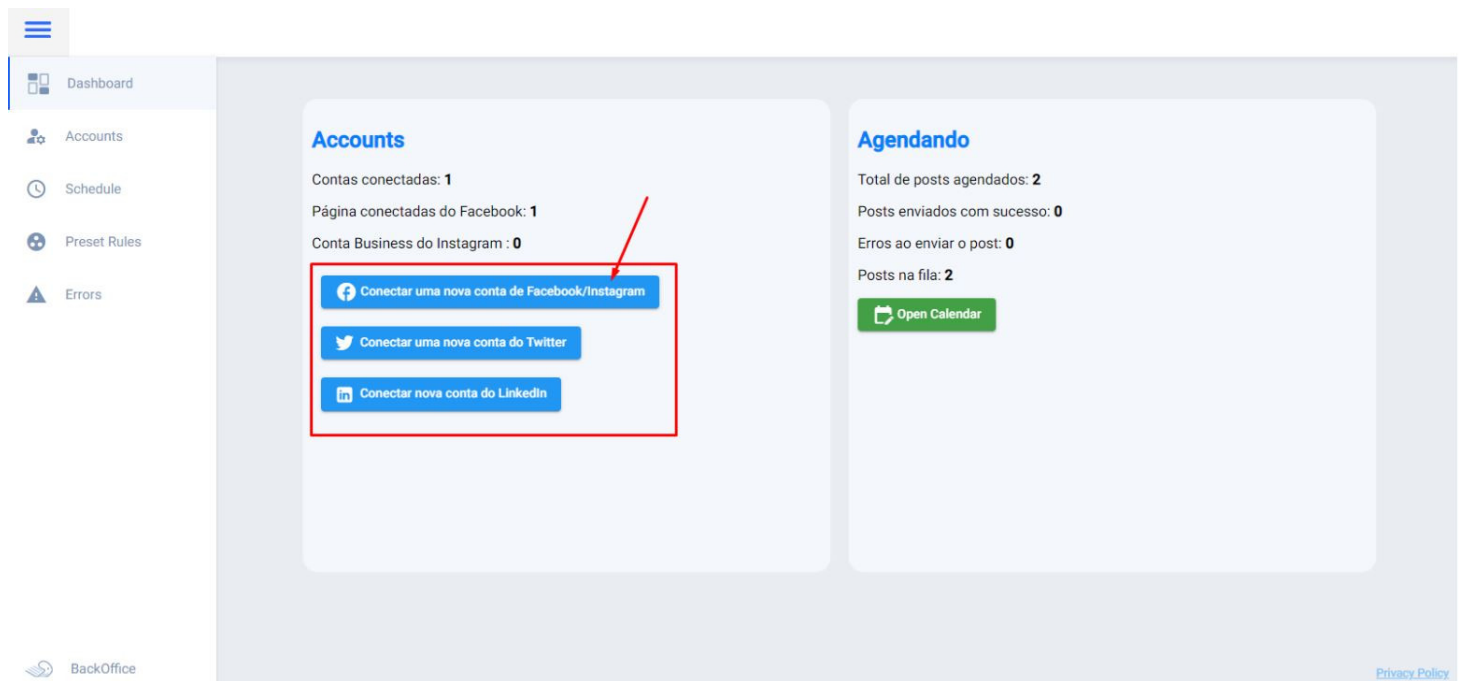 Dashboard
Accounts
Schedule
Preset Rules
Errors
BackOffice
Accounts
Contas conectadas: 1
Página conectadas do Facebook: 1
Conta Business do Instagram : 0
Conectar uma nova conta de Facebook/Instagram
Conectar uma nova conta do Twitter
Conectar nova conta do LinkedIn
Agendando
Total de posts agendados: 2
Posts enviados com sucesso: 0
Erros ao enviar o post: 0
Posts na fila: 2
Open Calendar
Privacy Policy